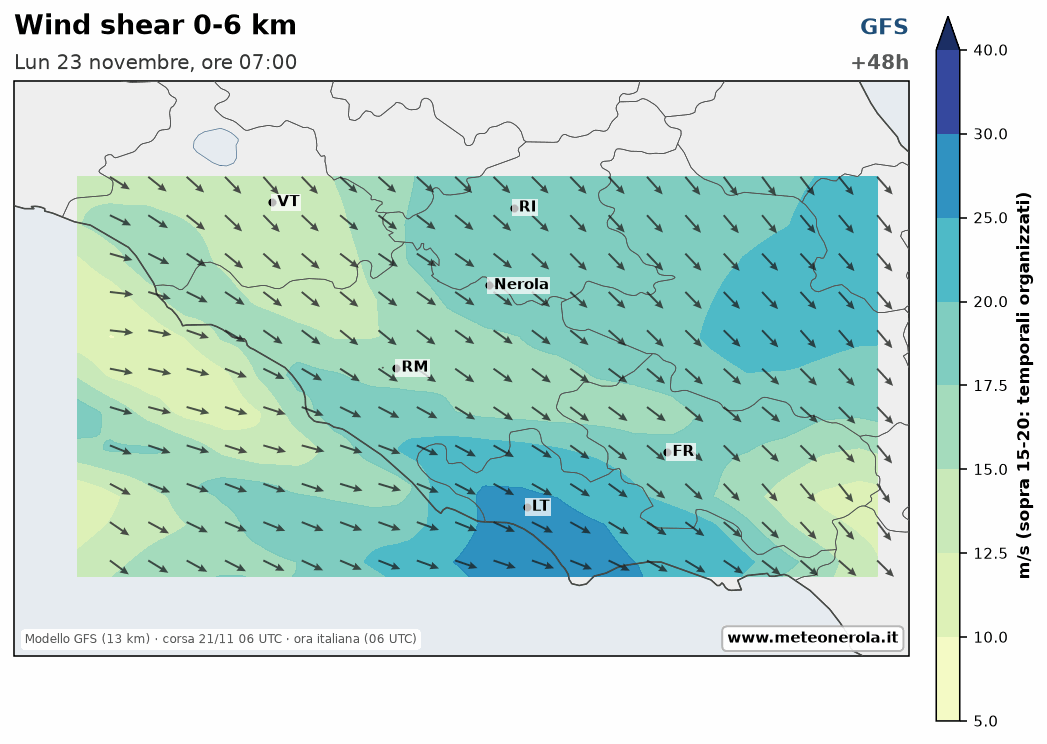 Wind shear 0-6 km
GFS
Lun 23 novembre, ore 07:00
+48h
VT
RI
Nerola
RM
FR
LT
Modello GFS (13 km) · corsa 21/11 06 UTC · ora italiana (06 UTC)
www.meteonerola.it
40.0
30.0
25.0
20.0
17.5
15.0
12.5
10.0
5.0
m/s (sopra 15-20: temporali organizzati)